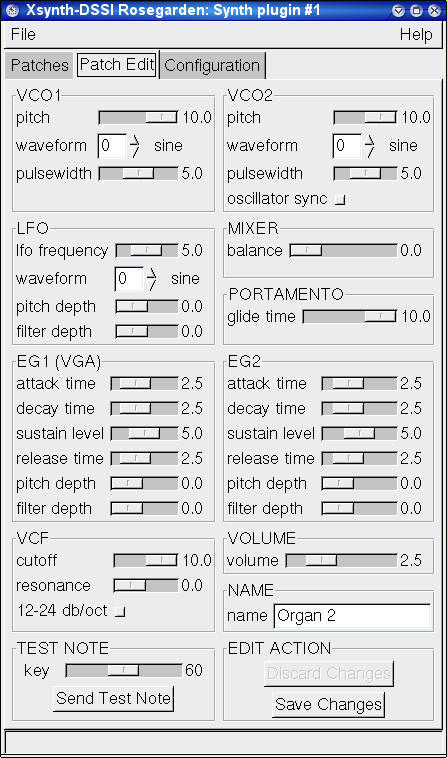 Xsynth-DSSI Rosegarden: Synth plugin #1
File Help
Patches Patch Edit Configuration
VCO1
pitch 10.0
waveform 0 sine
pulsewidth 5.0
VCO2
pitch 10.0
waveform 0 sine
pulsewidth 5.0
oscillator sync
LFO
lfo frequency 5.0
waveform 0 sine
pitch depth 0.0
filter depth 0.0
MIXER
balance 0.0
PORTAMENTO
glide time 10.0
EG1 (VGA)
attack time 2.5
decay time 2.5
sustain level 5.0
release time 2.5
pitch depth 0.0
filter depth 0.0
EG2
attack time 2.5
decay time 2.5
sustain level 5.0
release time 2.5
pitch depth 0.0
filter depth 0.0
VCF
cutoff 10.0
resonance 0.0
12-24 db/oct
VOLUME
volume 2.5
NAME
name Organ 2
TEST NOTE
key 60
Send Test Note
EDIT ACTION
Discard Changes
Save Changes